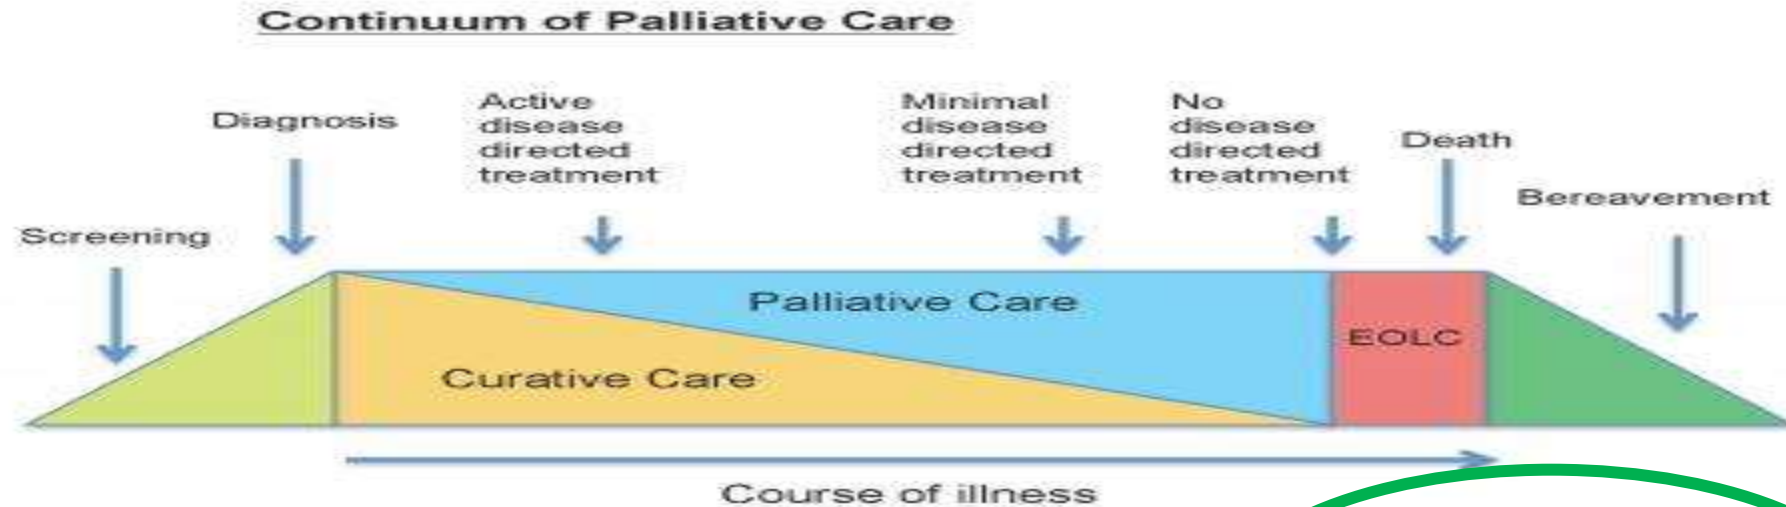 Continuum of Palliative Care
Screening
Diagnosis
Active
disease
directed
treatment
Minimal
disease
directed
treatment
No
disease
directed
treatment
Death
Bereavement
Palliative Care
Curative Care
EOLC
Course of illness